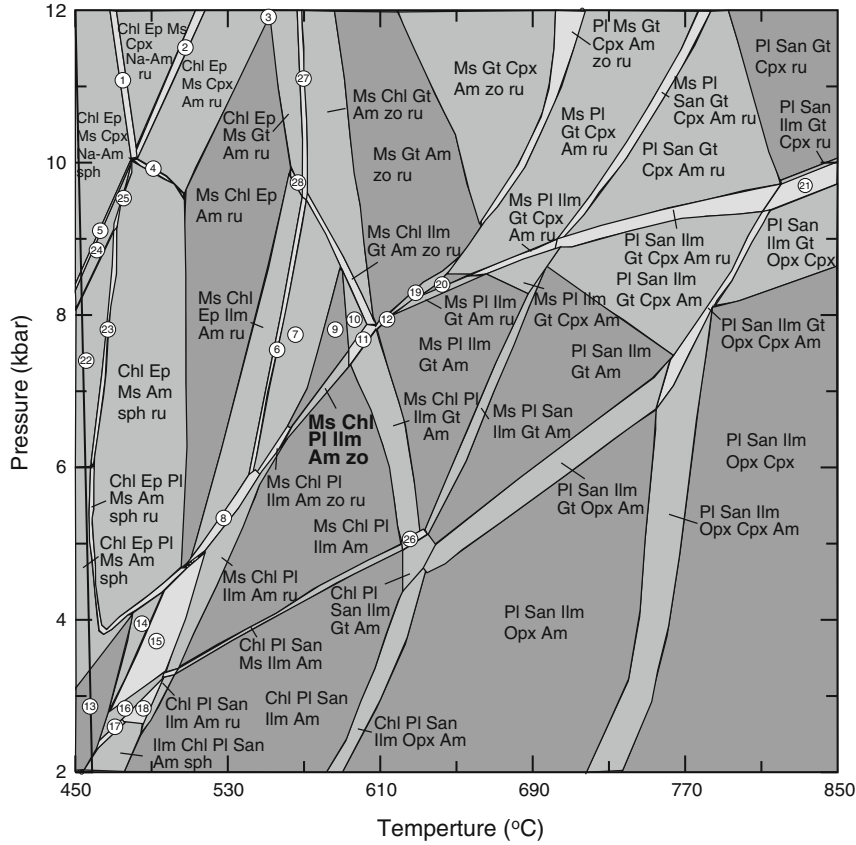 12
10
8
6
4
2
Pressure (kbar)
450
530
610
690
770
850
Temperture (°C)
Chl Ep Ms
Cpx
Na-Am
ru
1
2
3
Chl Ep
Ms Cpx
Am ru
Chl Ep
Ms Cpx
Na-Am
sph
4
25
5
24
Chl Ep
Ms Gt
Am ru
27
28
Ms Chl Gt
Am zo ru
Ms Gt Am
zo ru
Ms Gt Cpx
Am zo ru
Pl Ms Gt
Cpx Am
zo ru
Ms Pl
Gt Cpx
Am ru
Ms Pl
San Gt
Cpx Am ru
Pl San Gt
Cpx Am ru
Pl San Gt
Cpx ru
Pl San
Ilm Gt
Cpx ru
21
Ms Chl Ep
Am ru
Ms Chl Ilm
Gt Am zo ru
Ms Pl Ilm
Gt Cpx
Am ru
Pl San Ilm
Gt Cpx Am ru
Pl San
Ilm Gt
Opx Cpx
Pl San Ilm
Gt Cpx Am
Ms Chl
Ep Ilm
Am ru
6
7
9
10
11
12
19
20
Ms Pl Ilm
Gt Am ru
Ms Pl Ilm
Gt Cpx Am
Pl San Ilm Gt
Opx Cpx Am
Ms Pl Ilm
Gt Am
Pl San Ilm
Gt Am
23
22
Chl Ep
Ms Am
sph ru
Ms Chl
Pl Ilm
Am zo
Ms Chl Pl
Ilm Gt
Am
Ms Pl San
Ilm Gt Am
Pl San Ilm
Opx Cpx
Chl Ep Pl
Ms Am
sph ru
Ms Chl Pl
Ilm Am zo ru
Pl San Ilm
Gt Opx Am
Pl San Ilm
Opx Cpx Am
8
Ms Chl Pl
Ilm Am
26
Chl Ep Pl
Ms Am
sph
Ms Chl Pl
Ilm Am ru
Chl Pl
San Ilm
Gt Am
Pl San Ilm
Opx Am
14
15
Chl Pl San
Ms Ilm Am
13
16
18
17
Chl Pl San
Ilm Am ru
Chl Pl San
Ilm Am
Chl Pl San
Ilm Opx Am
Ilm Chl Pl San
Am sph